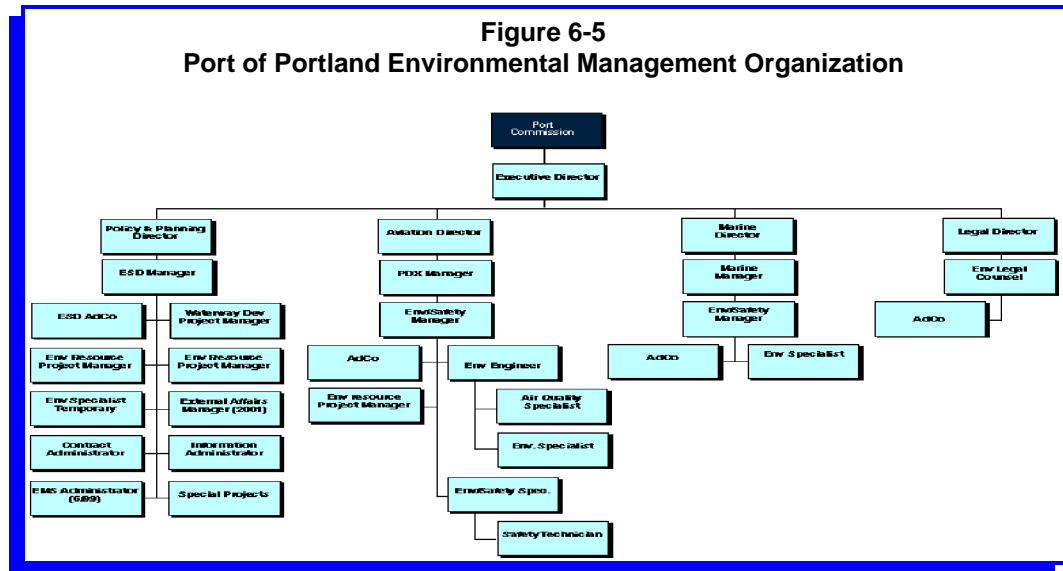 Figure 6-5
Port of Portland Environmental Management Organization
Port
Commission
Executive Director
Policy & Planning
Director
Aviation Director
Marine
Director
Legal Director
ESD Manager
PDX Manager
Marine
Manager
Env Legal
Counsel
ESD AdCo
Waterway Dev
Project Manager
Env/Safety
Manager
Env/Safety
Manager
AdCo
Env Resource
Project Manager
Env Resource
Project Manager
AdCo
Env Engineer
AdCo
Env Specialist
Env Specialist
Temporary
External Affairs
Manager (2001)
Env resource
Project Manager
Air Quality
Specialist
Contract
Administrator
Information
Administrator
Env. Specialist
EMS Administrator
(6/99)
Special Projects
Env/Safety Spec.
Safety Technician